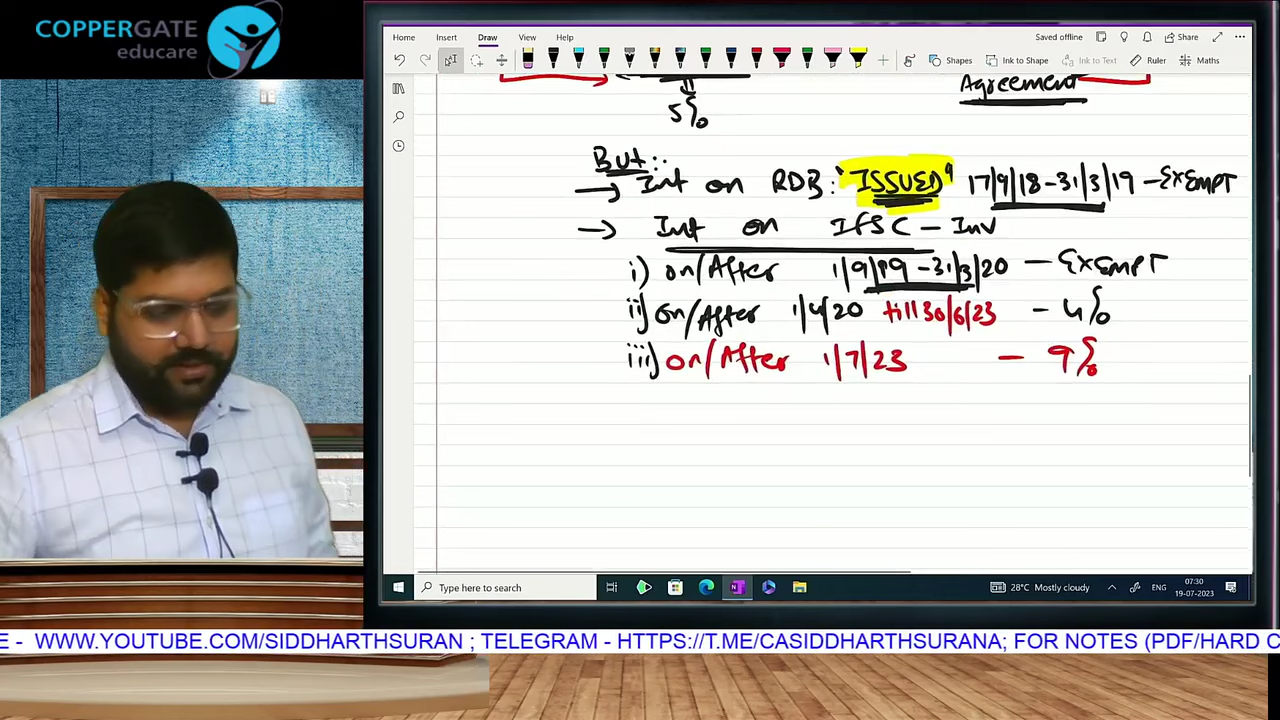 COPPERGATE
educare
Home Insert Draw View Help
Saved offline
Share
Shapes
Ink to Shape
Ink to Text
Ruler
Maths
Agreement
5%
But:
→ Int on RDB: "ISSUED" 17/9/18-31/3/19 - EXEMPT
→ Int on IFSC - Inv
i) on/After 1/9/19 - 31/3/20 - EXEMPT
ii) on/After 1/4/20 till 30/6/23 - 4%
iii) on/After 1/7/23 - 9%
Type here to search
28°C Mostly cloudy
ENG
07:30
19-07-2023
E - WWW.YOUTUBE.COM/SIDDHARTHSURAN ; TELEGRAM - HTTPS://T.ME/CASIDDHARTHSURANA; FOR NOTES (PDF/HARD C